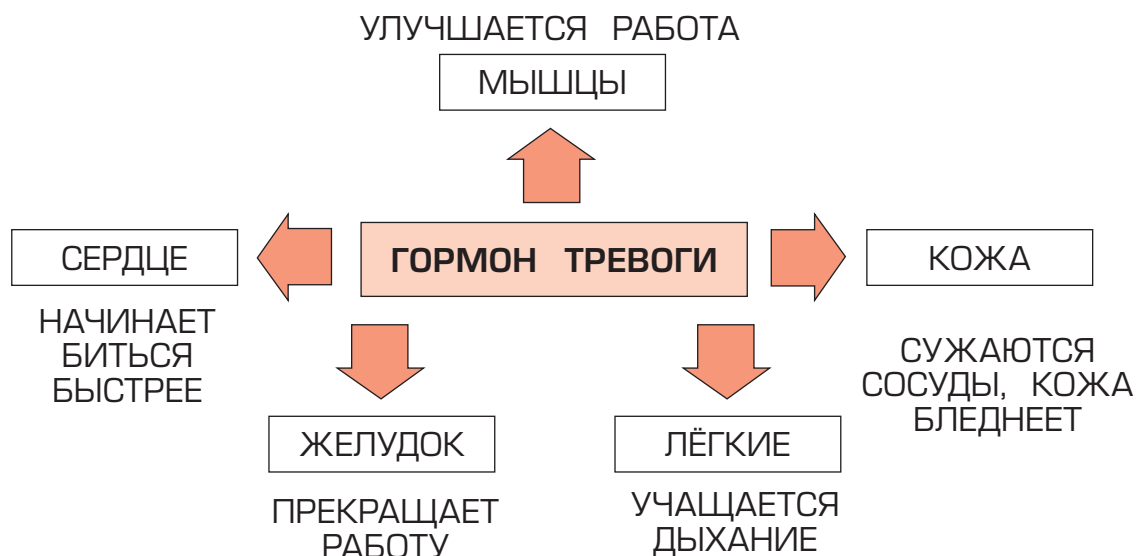 УЛУЧШАЕТСЯ РАБОТА
МЫШЦЫ
СЕРДЦЕ
ГОРМОН ТРЕВОГИ
КОЖА
НАЧИНАЕТ
БИТЬСЯ
БЫСТРЕЕ
СУЖАЮТСЯ
СОСУДЫ, КОЖА
БЛЕДНЕЕТ
ЖЕЛУДОК
ЛЁГКИЕ
ПРЕКРАЩАЕТ
РАБОТУ
УЧАЩАЕТСЯ
ДЫХАНИЕ